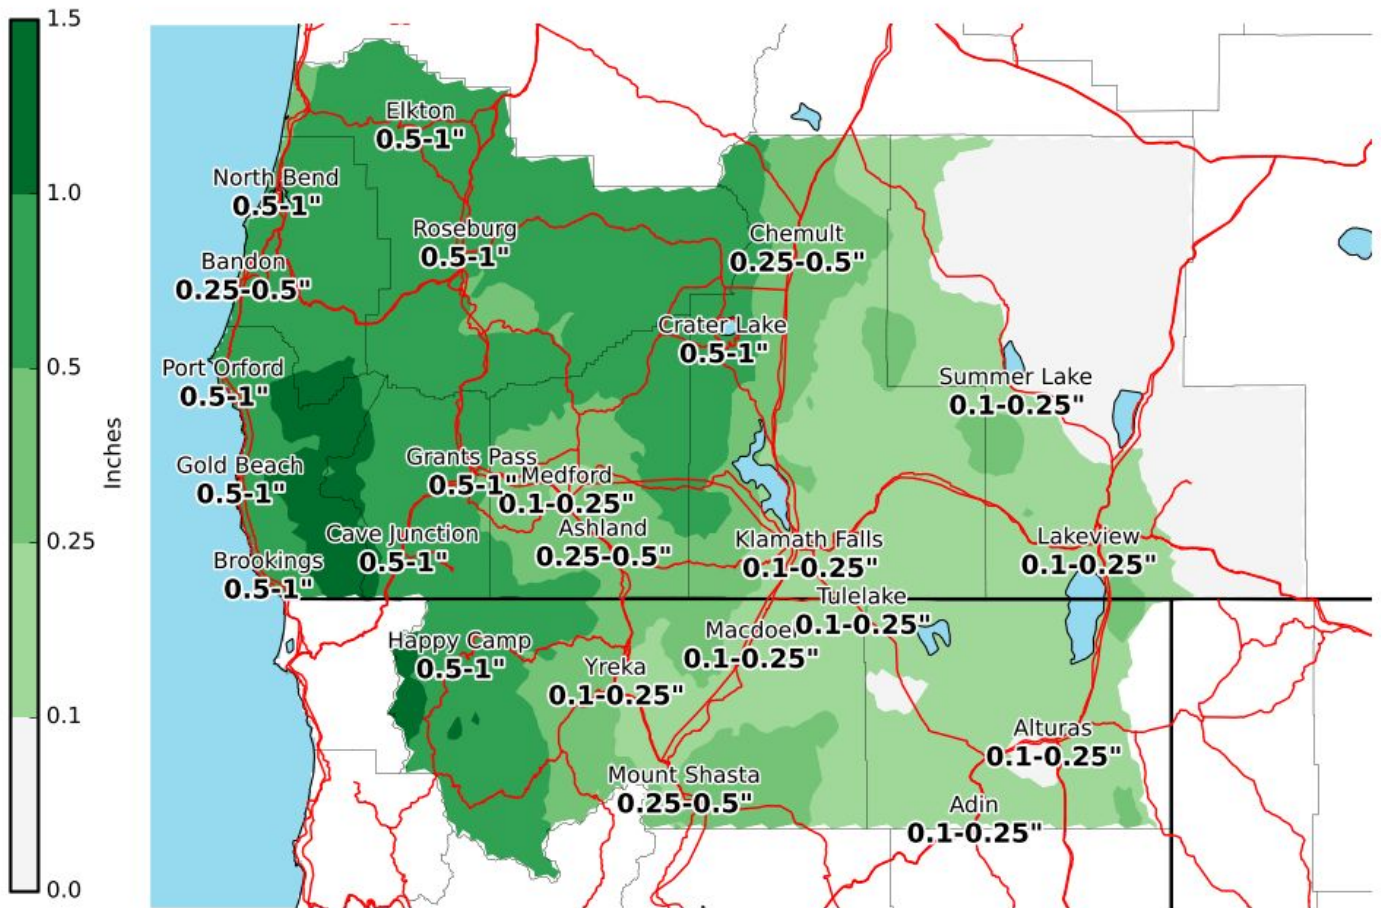 1.5
1.0
0.5
0.25
0.1
0.0
Inches
Elkton
0.5-1"
North Bend
0.5-1"
Roseburg
0.5-1"
Chemult
0.25-0.5"
Bandon
0.25-0.5"
Crater Lake
0.5-1"
Port Orford
0.5-1"
Summer Lake
0.1-0.25"
Gold Beach
0.5-1"
Grants Pass
0.5-1"
Medford
0.1-0.25"
Cave Junction
0.5-1"
Ashland
0.25-0.5"
Klamath Falls
0.1-0.25"
Lakeview
0.1-0.25"
Brookings
0.5-1"
Tulelake
0.1-0.25"
Happy Camp
0.5-1"
Macdoel
0.1-0.25"
Yreka
0.1-0.25"
Alturas
0.1-0.25"
Mount Shasta
0.25-0.5"
Adin
0.1-0.25"